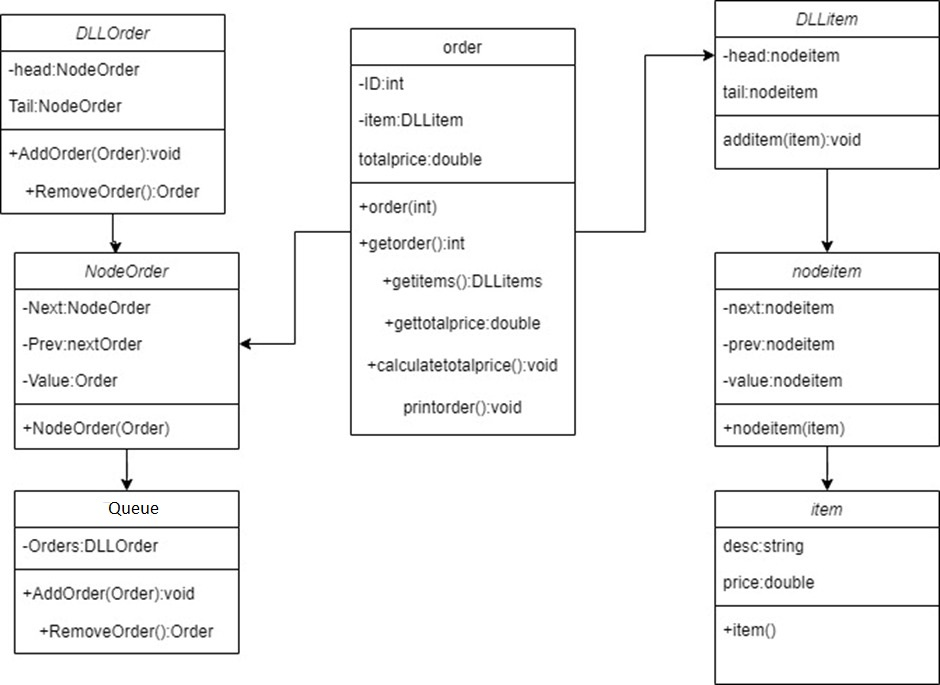 DLLOrder
-head:NodeOrder
Tail:NodeOrder
+AddOrder(Order):void
+RemoveOrder():Order
NodeOrder
-Next:NodeOrder
-Prev:nextOrder
-Value:Order
+NodeOrder(Order)
Queue
-Orders:DLLOrder
+AddOrder(Order):void
+RemoveOrder():Order
order
-ID:int
-item:DLLitem
totalprice:double
+order(int)
+getorder():int
+getitems():DLLitems
+gettotalprice:double
+calculatetotalprice():void
printorder():void
DLLitem
-head:nodeitem
tail:nodeitem
additem(item):void
nodeitem
-next:nodeitem
-prev:nodeitem
-value:nodeitem
+nodeitem(item)
item
desc:string
price:double
+item()